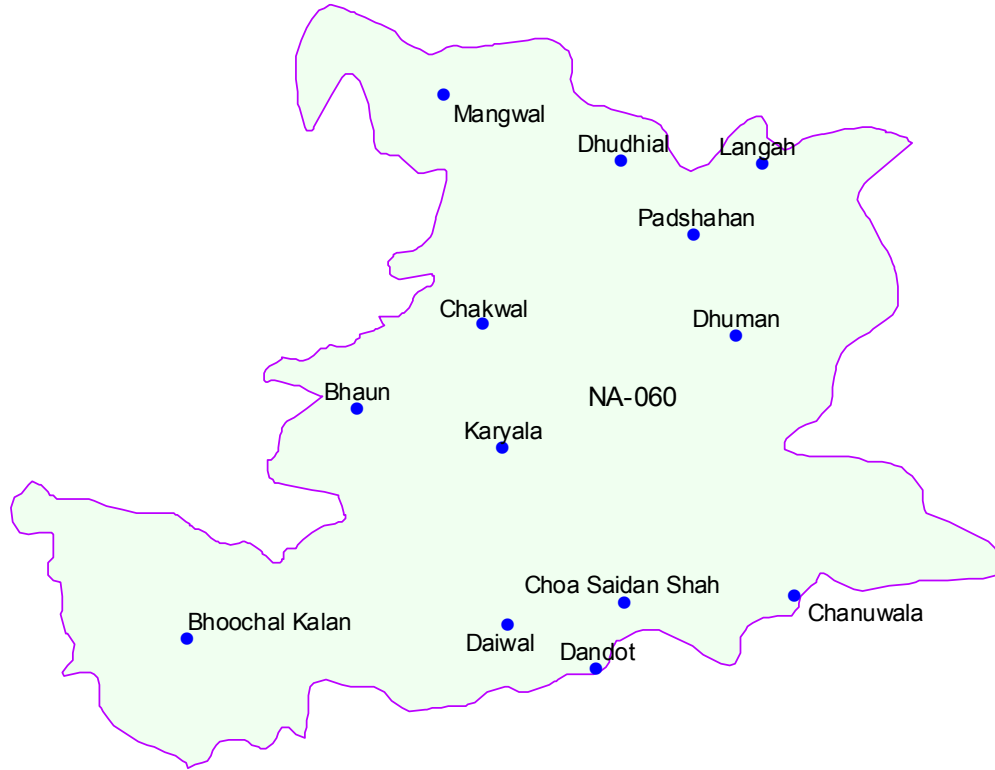 Mangwal
Dhudhial
Langah
Padshahan
Chakwal
Dhuman
Bhaun
NA-060
Karyala
Choa Saidan Shah
Chanuwala
Bhoochal Kalan
Daiwal
Dandot